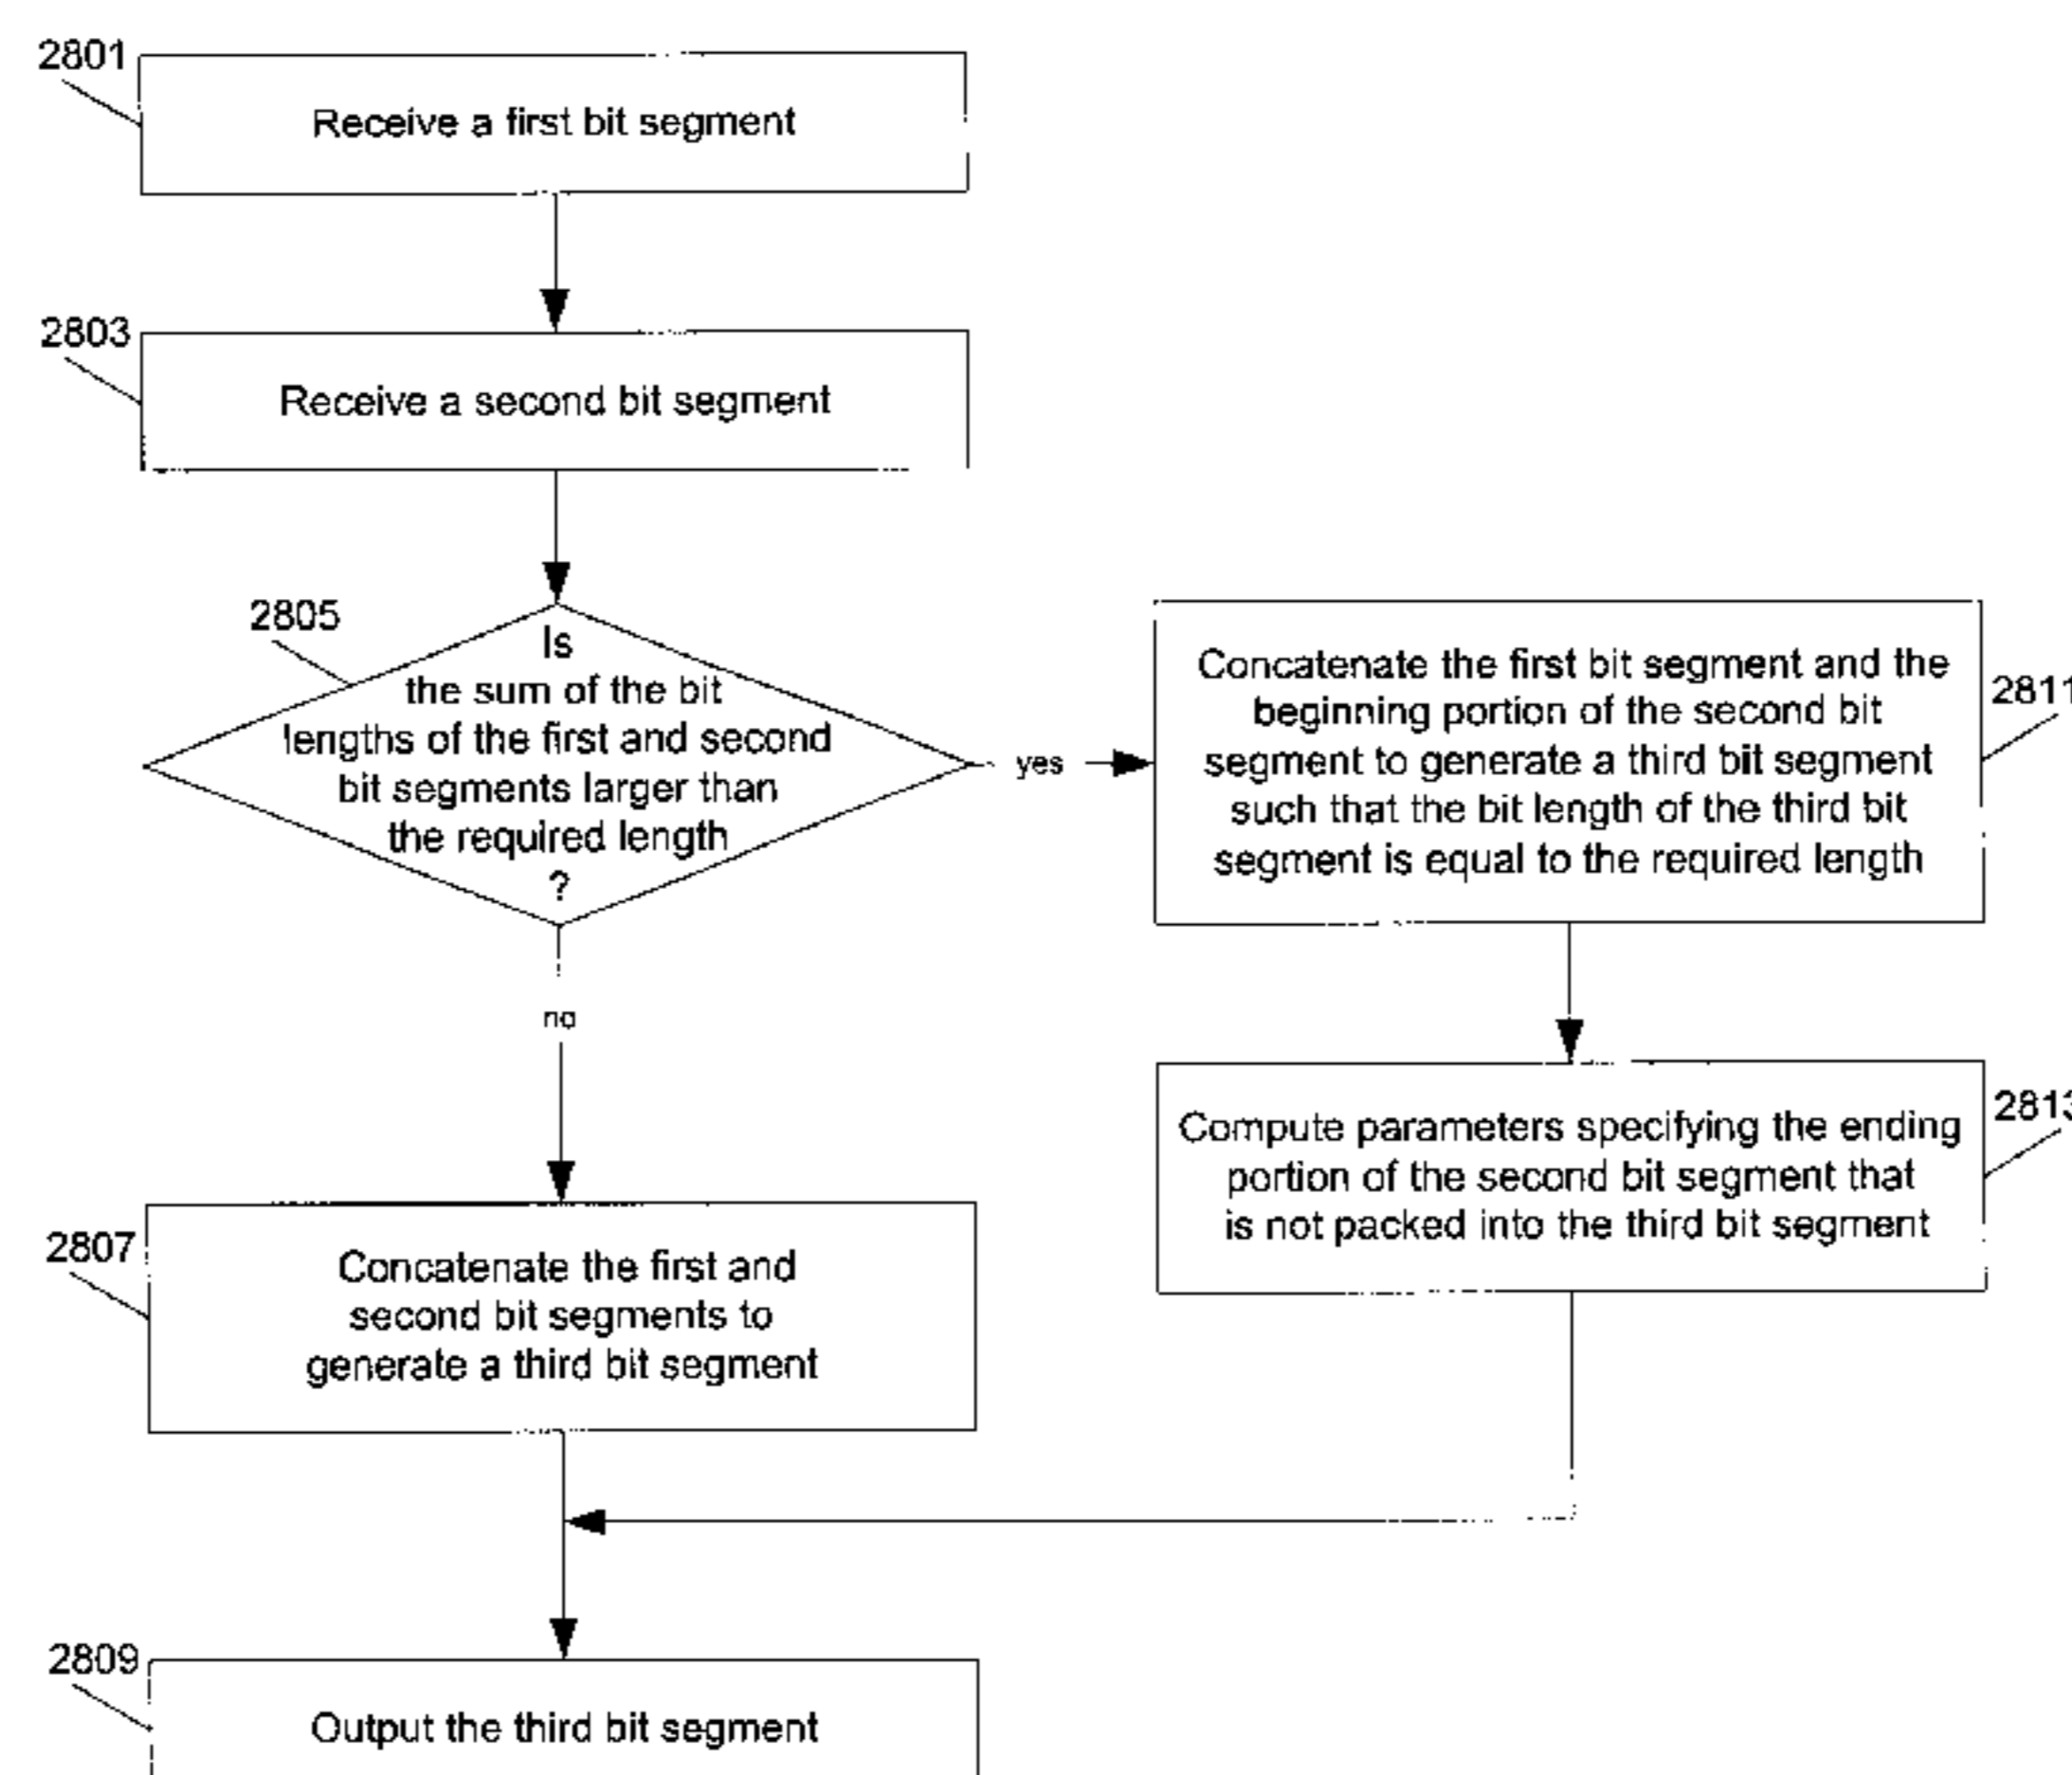 2801
Receive a first bit segment
2803
Receive a second bit segment
2805
Is
the sum of the bit
lengths of the first and second
bit segments larger than
the required length
?
yes
Concatenate the first bit segment and the
beginning portion of the second bit
segment to generate a third bit segment
such that the bit length of the third bit
segment is equal to the required length
2811
no
Compute parameters specifying the ending
portion of the second bit segment that
is not packed into the third bit segment
2813
2807
Concatenate the first and
second bit segments to
generate a third bit segment
2809
Output the third bit segment